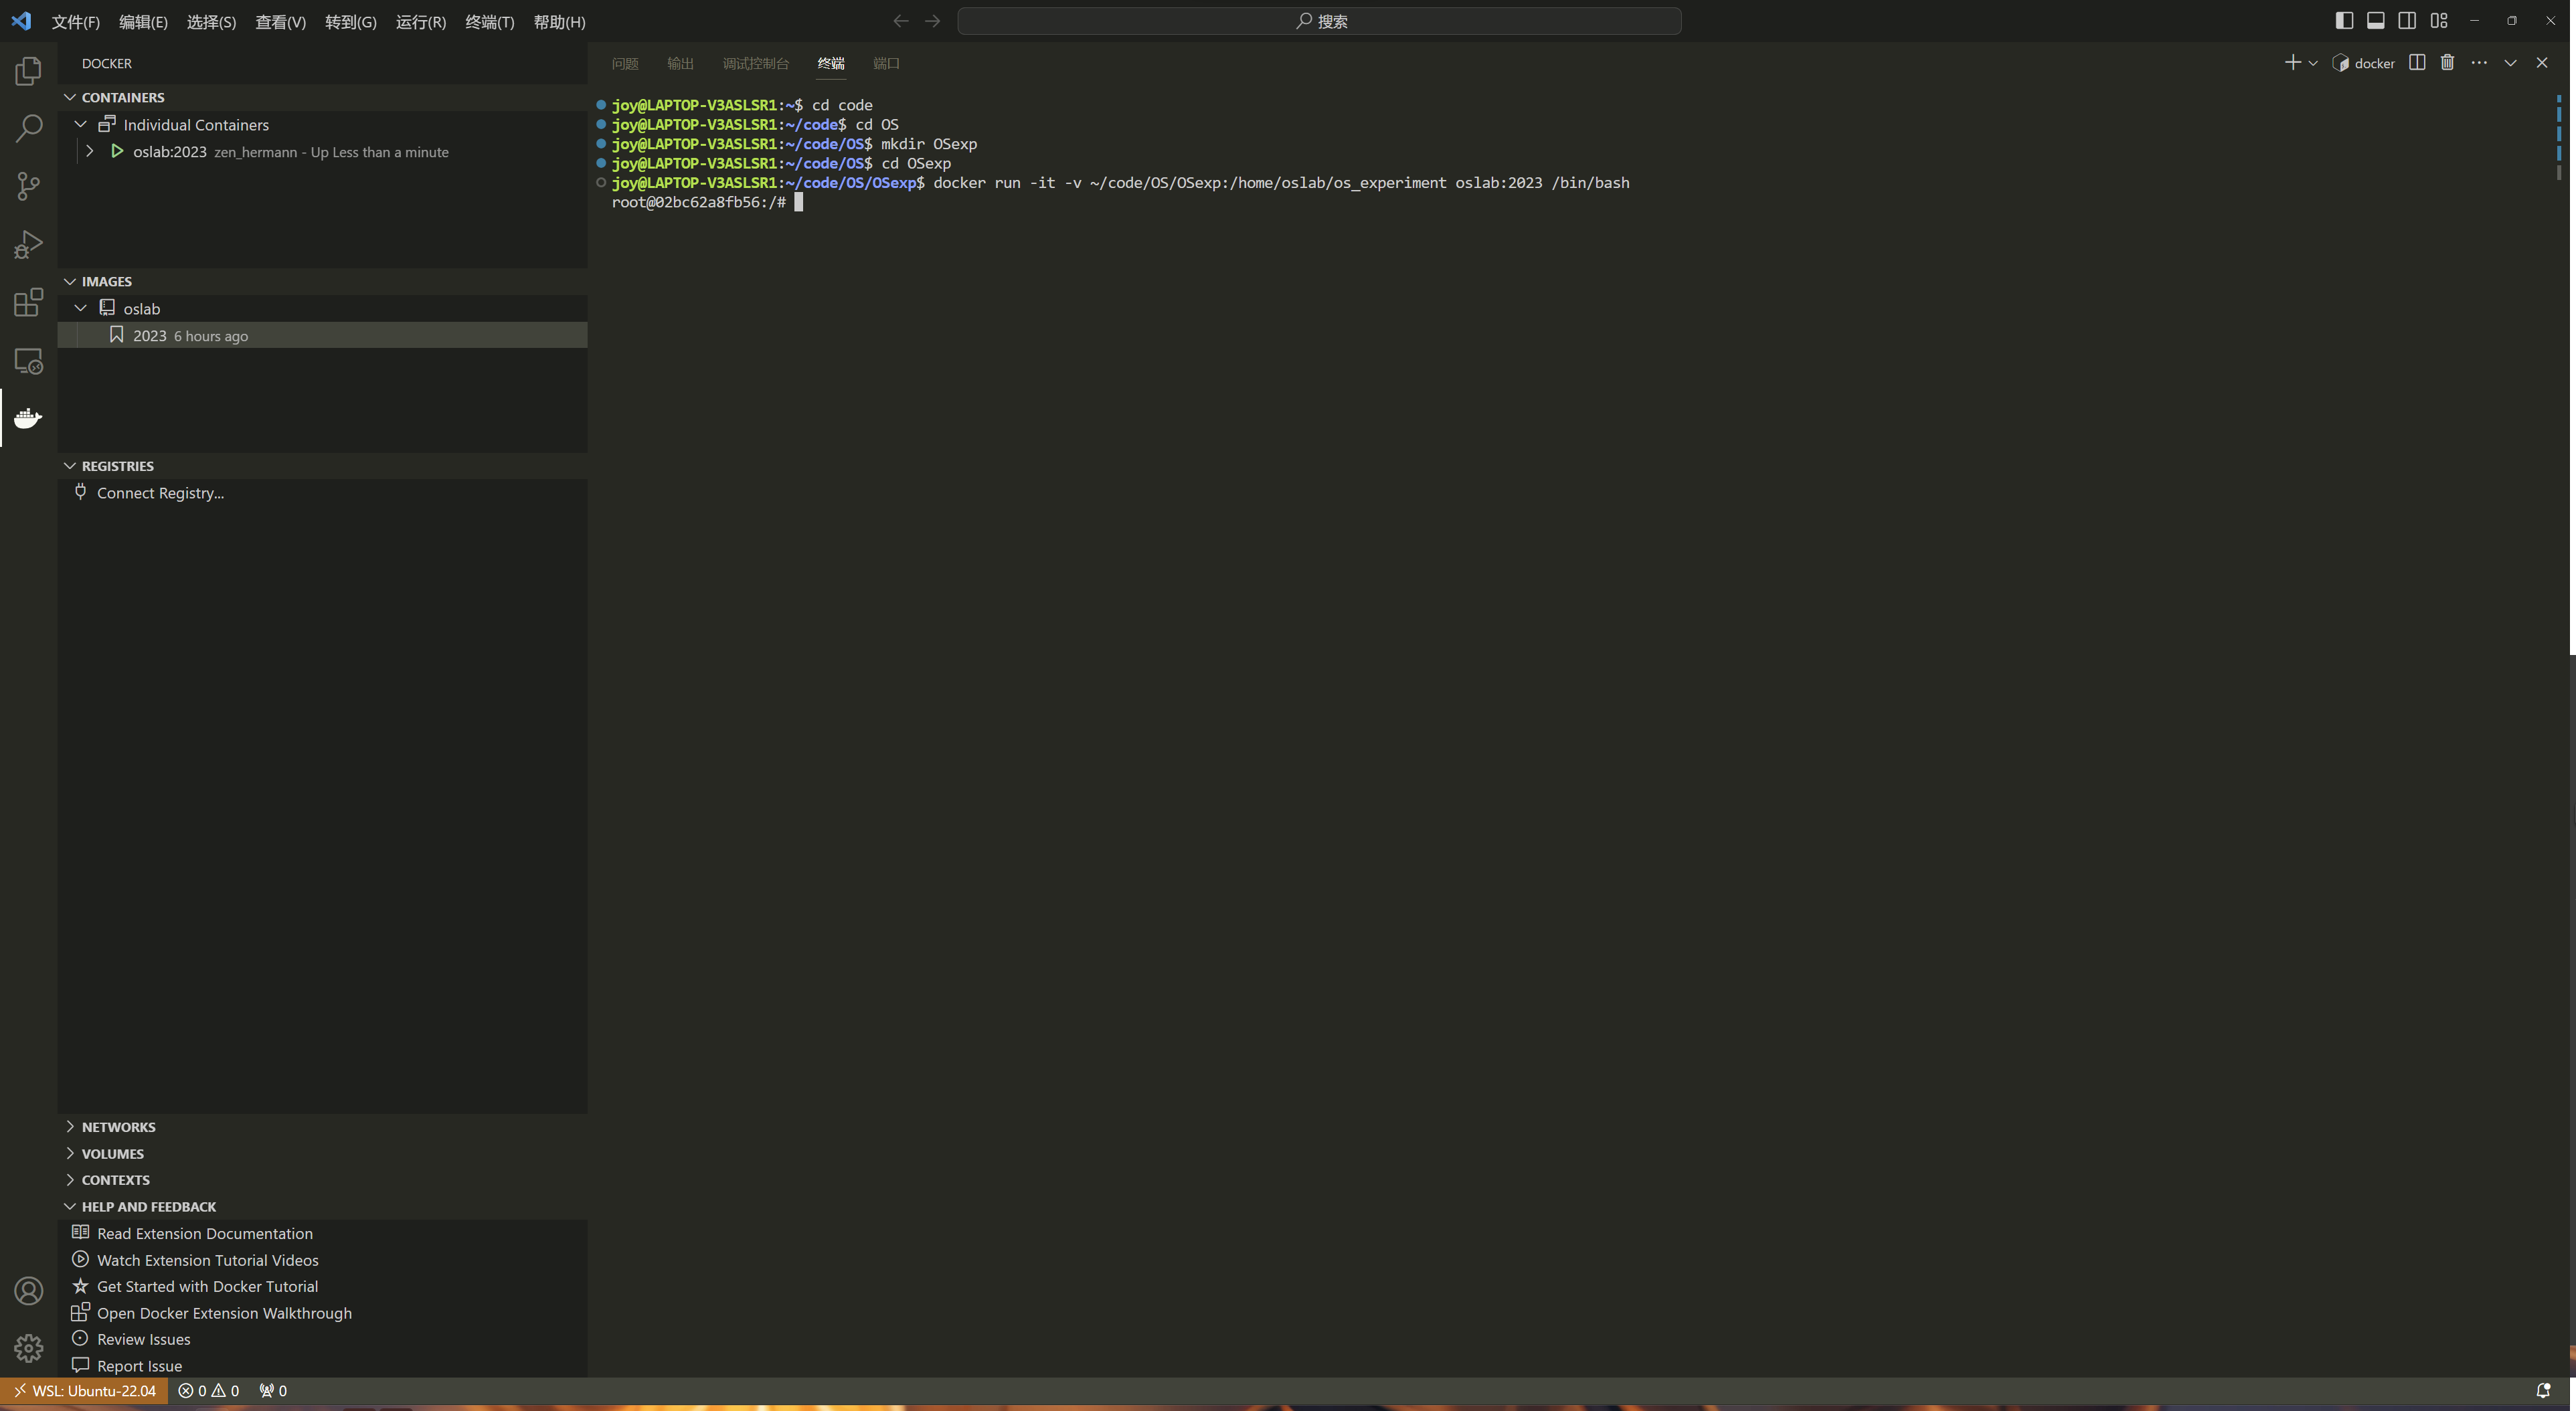 文件(F) 编辑(E) 选择(S) 查看(V) 转到(G) 运行(R) 终端(T) 帮助(H) 搜索
DOCKER
CONTAINERS
Individual Containers
oslab:2023 zen_hermann - Up Less than a minute
IMAGES
oslab
2023 6 hours ago
REGISTRIES
Connect Registry...
NETWORKS
VOLUMES
CONTEXTS
HELP AND FEEDBACK
Read Extension Documentation
Watch Extension Tutorial Videos
Get Started with Docker Tutorial
Open Docker Extension Walkthrough
Review Issues
Report Issue
问题 输出 调试控制台 终端 端口 docker
joy@LAPTOP-V3ASLSR1:~$ cd code
joy@LAPTOP-V3ASLSR1:~/code$ cd OS
joy@LAPTOP-V3ASLSR1:~/code/OS$ mkdir OSexp
joy@LAPTOP-V3ASLSR1:~/code/OS$ cd OSexp
joy@LAPTOP-V3ASLSR1:~/code/OS/OSexp$ docker run -it -v ~/code/OS/OSexp:/home/oslab/os_experiment oslab:2023 /bin/bash
root@02bc62a8fb56:/#
WSL: Ubuntu-22.04 0 0 0